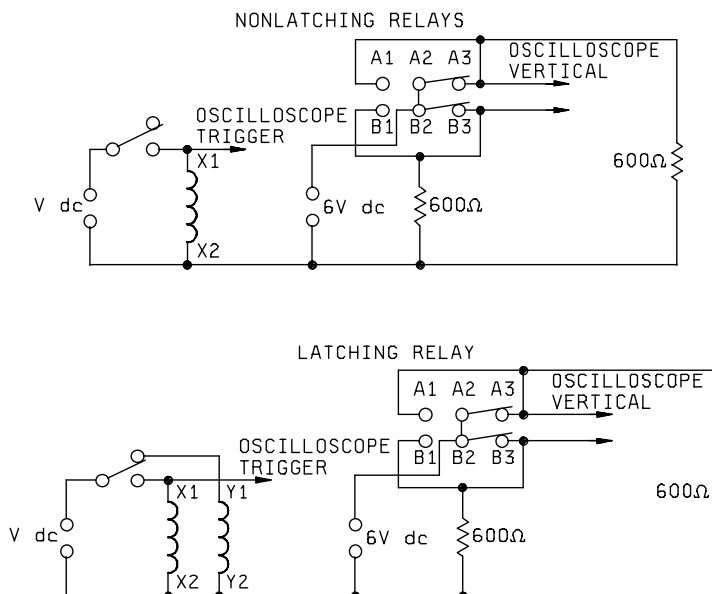 NONLATCHING RELAYS
A1 A2 A3
OSCILLOSCOPE
VERTICAL
OSCILLOSCOPE
TRIGGER
B1 B2 B3
X1
600Ω
V dc
6V dc
600Ω
X2
LATCHING RELAY
A1 A2 A3
OSCILLOSCOPE
VERTICAL
OSCILLOSCOPE
TRIGGER
B1 B2 B3
X1 Y1
600Ω
V dc
6V dc
600Ω
X2 Y2